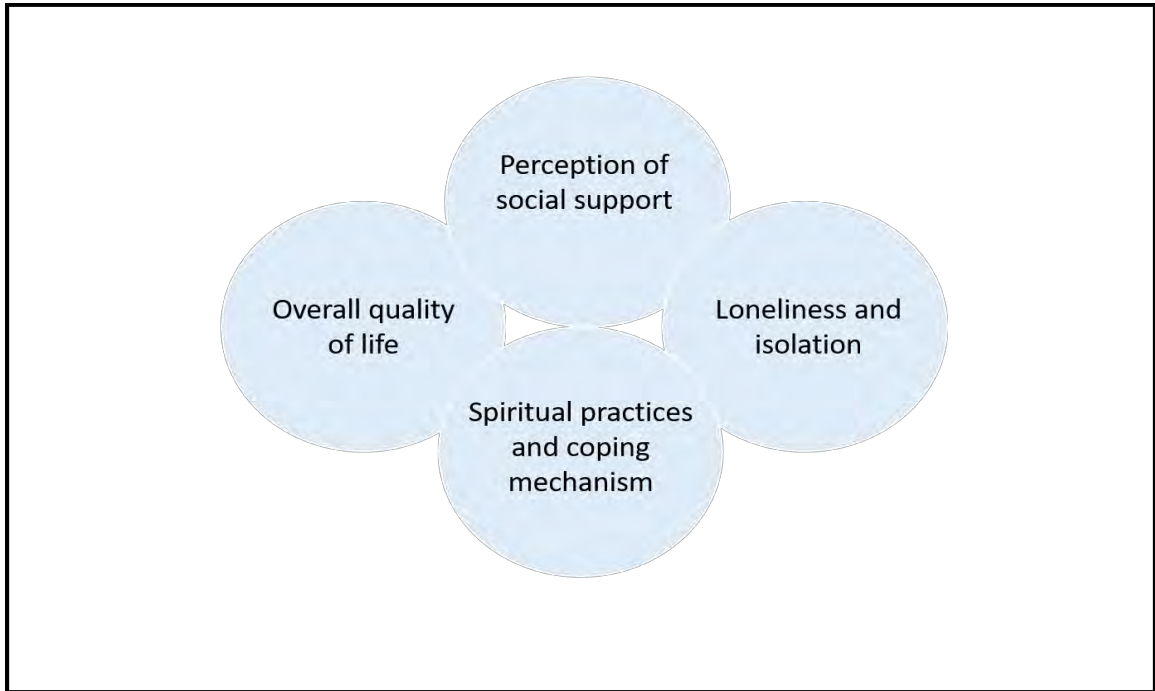 Perception of
social support
Overall quality
of life
Loneliness and
isolation
Spiritual practices
and coping
mechanism